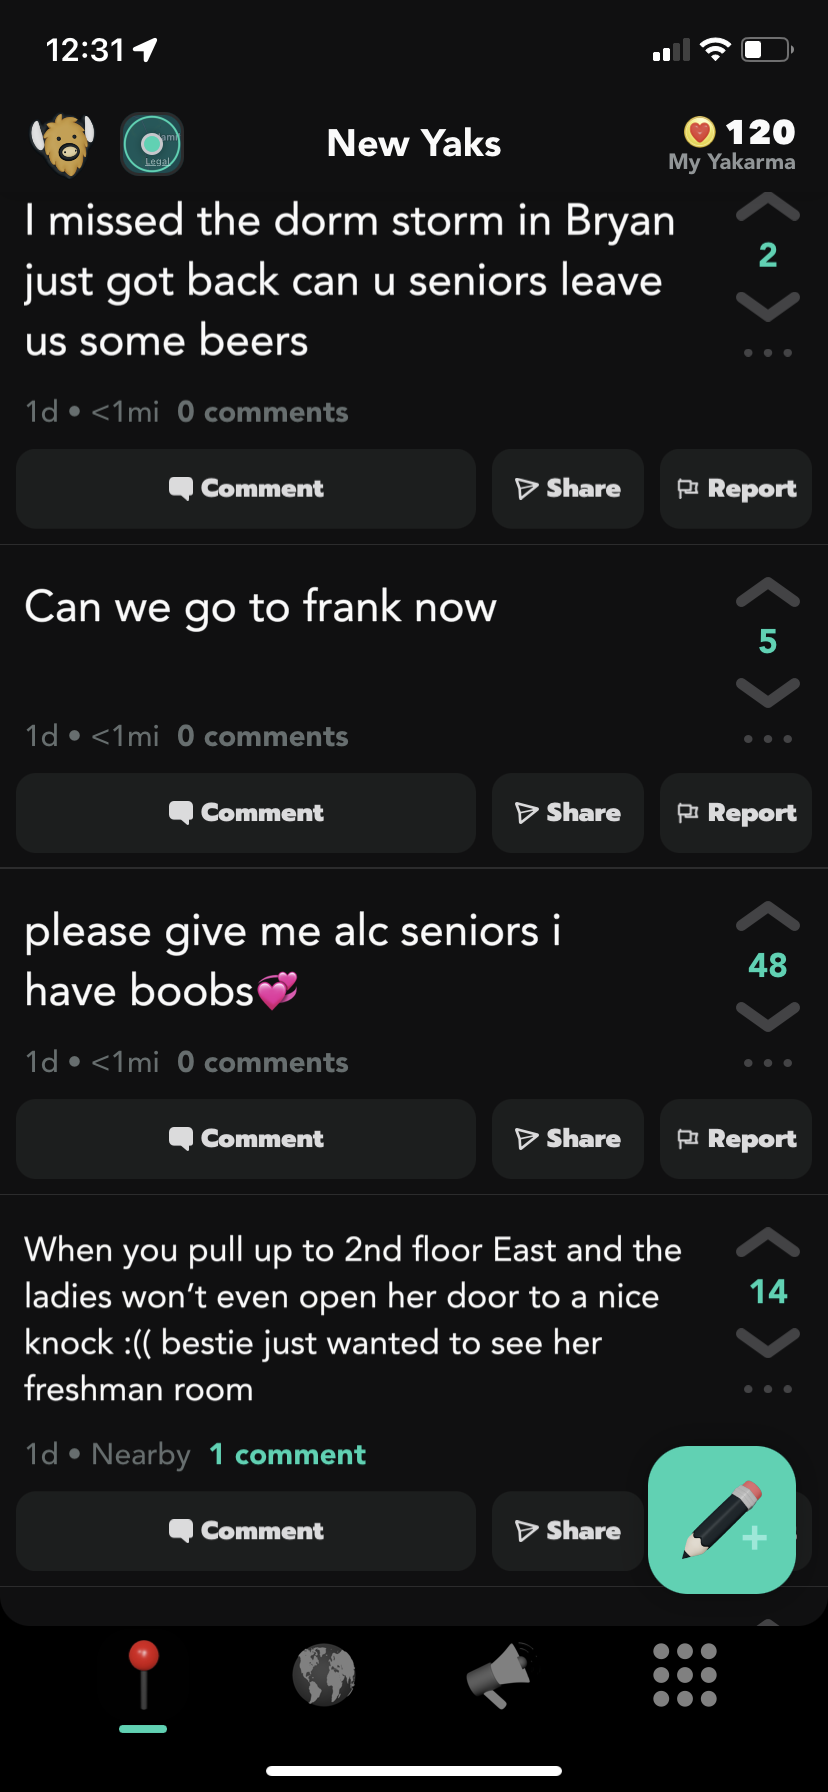 12:31
New Yaks
120
My Yakarma
Legal
I missed the dorm storm in Bryan
just got back can u seniors leave
us some beers
2
1d • <1mi 0 comments
Comment
Share
Report
Can we go to frank now
5
1d • <1mi 0 comments
Comment
Share
Report
please give me alc seniors i
have boobs💞
48
1d • <1mi 0 comments
Comment
Share
Report
When you pull up to 2nd floor East and the
ladies won’t even open her door to a nice
knock :(( bestie just wanted to see her
freshman room
14
1d • Nearby 1 comment
Comment
Share